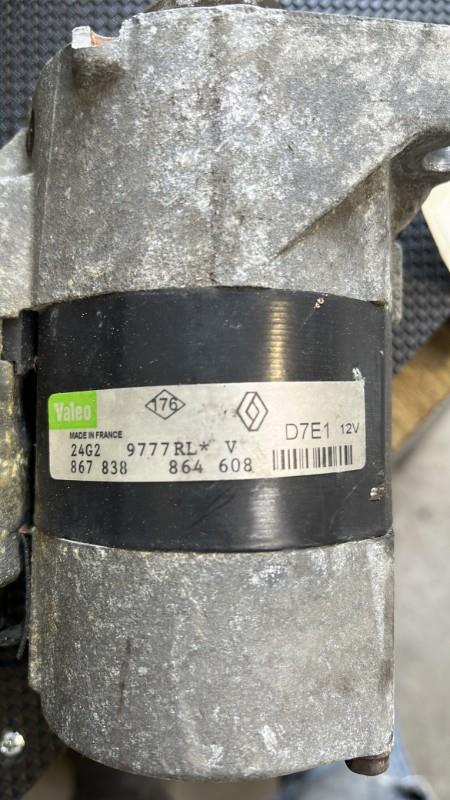 Valeo
176
MADE IN FRANCE
D7E1 12V
24G2 9777RL* V
867 838 864 608